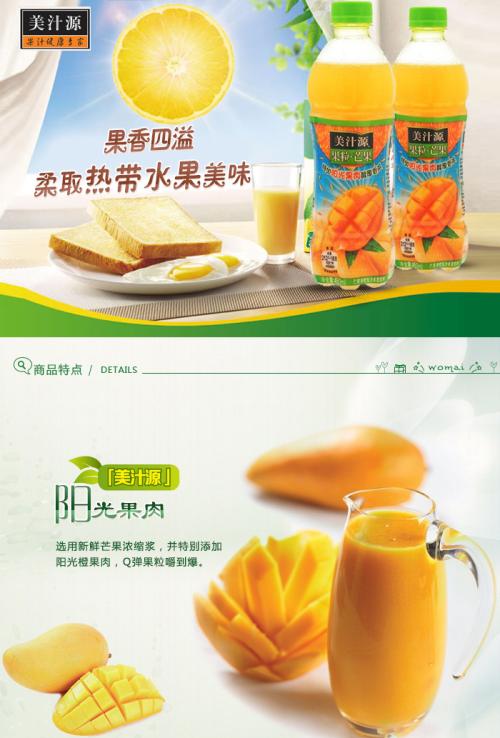 美汁源
果汁健康专家
果香四溢
柔取热带水果美味
美汁源
果粒·芒果
美汁源
果粒·芒果
商品特点 / DETAILS
womai
「美汁源」
阳光果肉
选用新鲜芒果浓缩浆，并特别添加
阳光橙果肉，Q弹果粒嚼到爆。